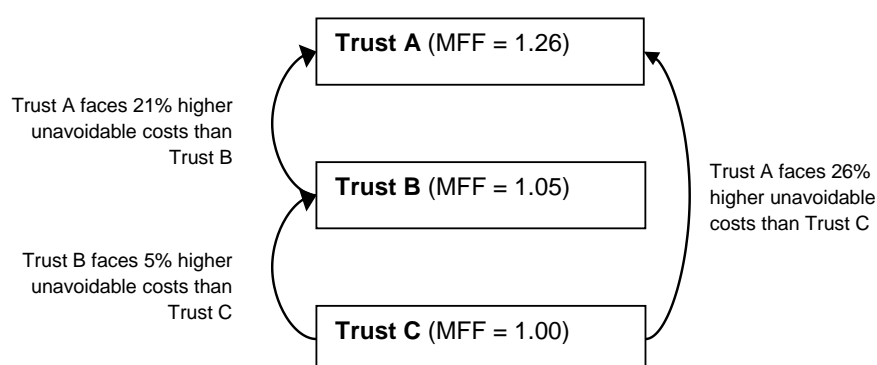 Trust A (MFF = 1.26)
Trust A faces 21% higher
unavoidable costs than
Trust B
Trust B (MFF = 1.05)
Trust A faces 26%
higher unavoidable
costs than Trust C
Trust B faces 5% higher
unavoidable costs than
Trust C
Trust C (MFF = 1.00)